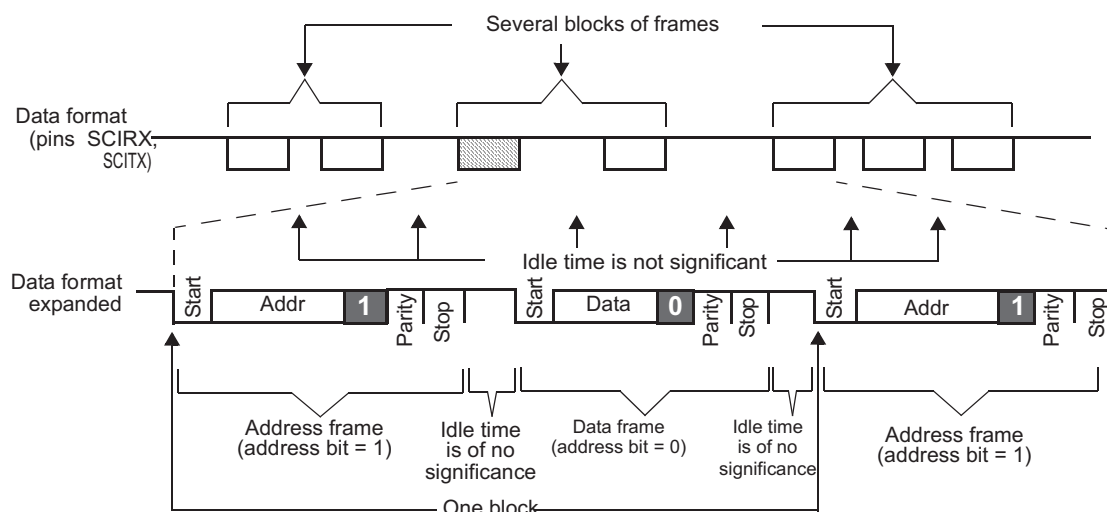 Several blocks of frames
Data format
(pins SCIRX,
SCITX)
Idle time is not significant
Data format
expanded
Start
Addr
1
Parity
Stop
Start
Data
0
Parity
Stop
Start
Addr
1
Parity
Stop
Address frame
(address bit = 1)
Idle time
is of no
significance
Data frame
(address bit = 0)
Idle time
is of no
significance
Address frame
(address bit = 1)
One block